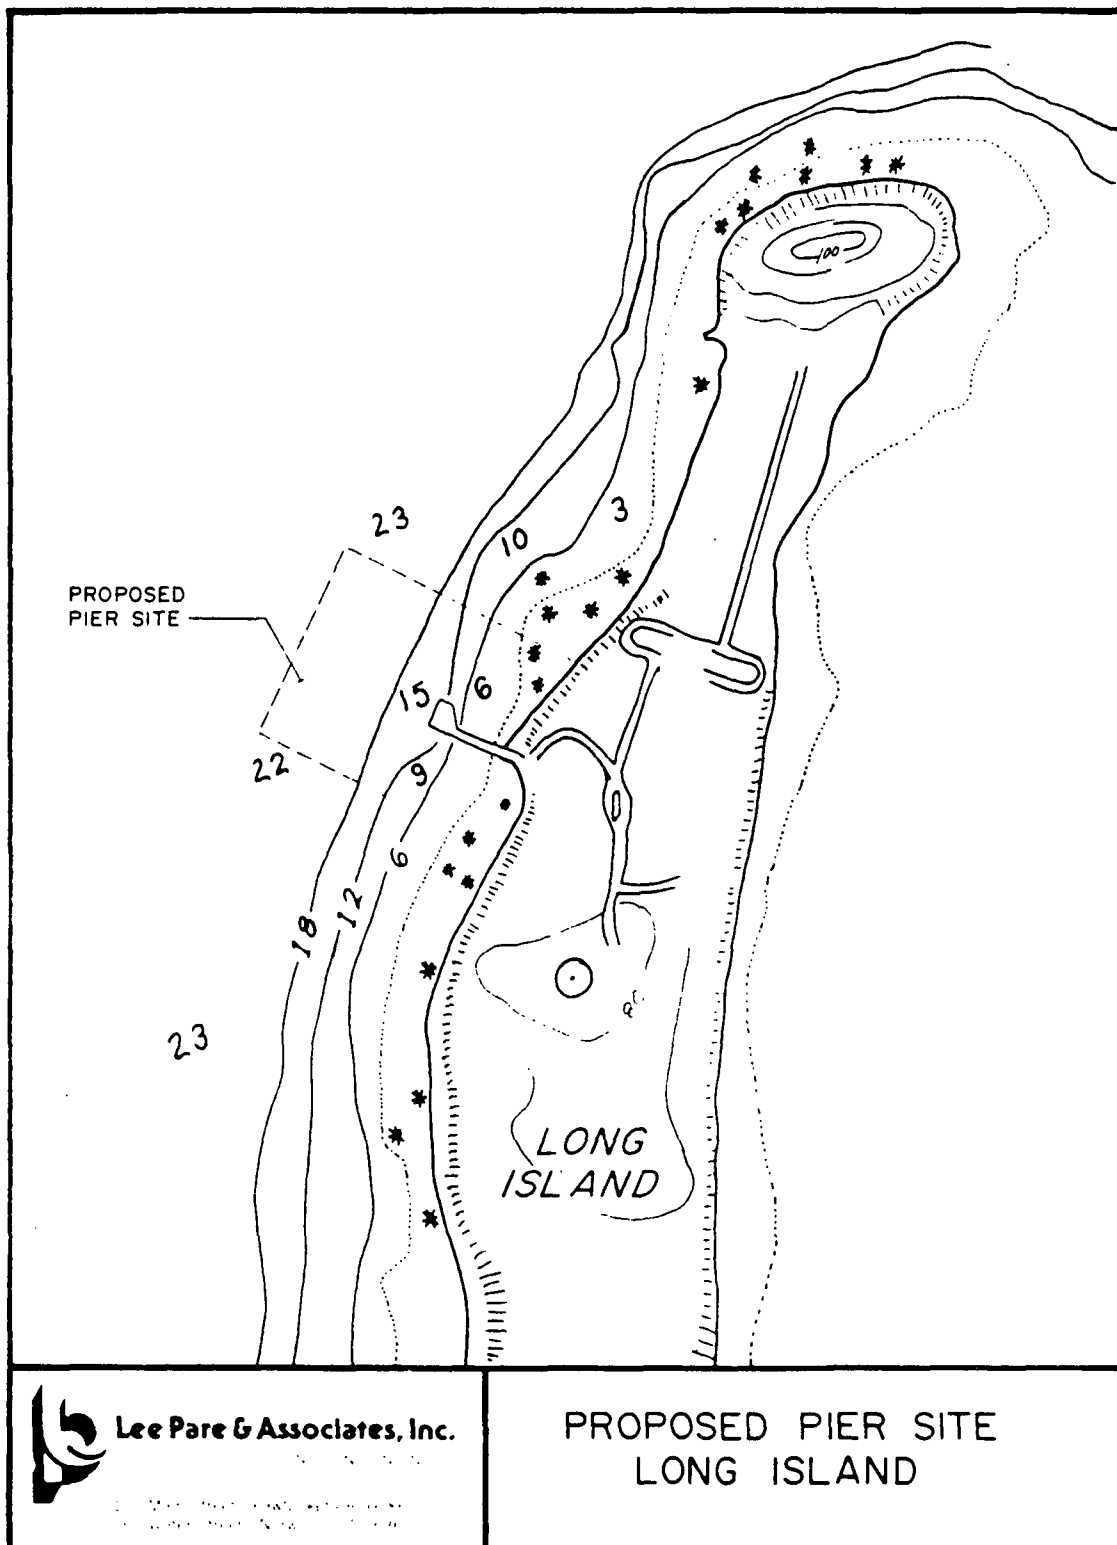 100
3
23
10
PROPOSED
PIER SITE
15
6
22
9
6
12
18
23
LONG
ISLAND
Lee Pare & Associates, Inc.
PROPOSED PIER SITE
LONG ISLAND